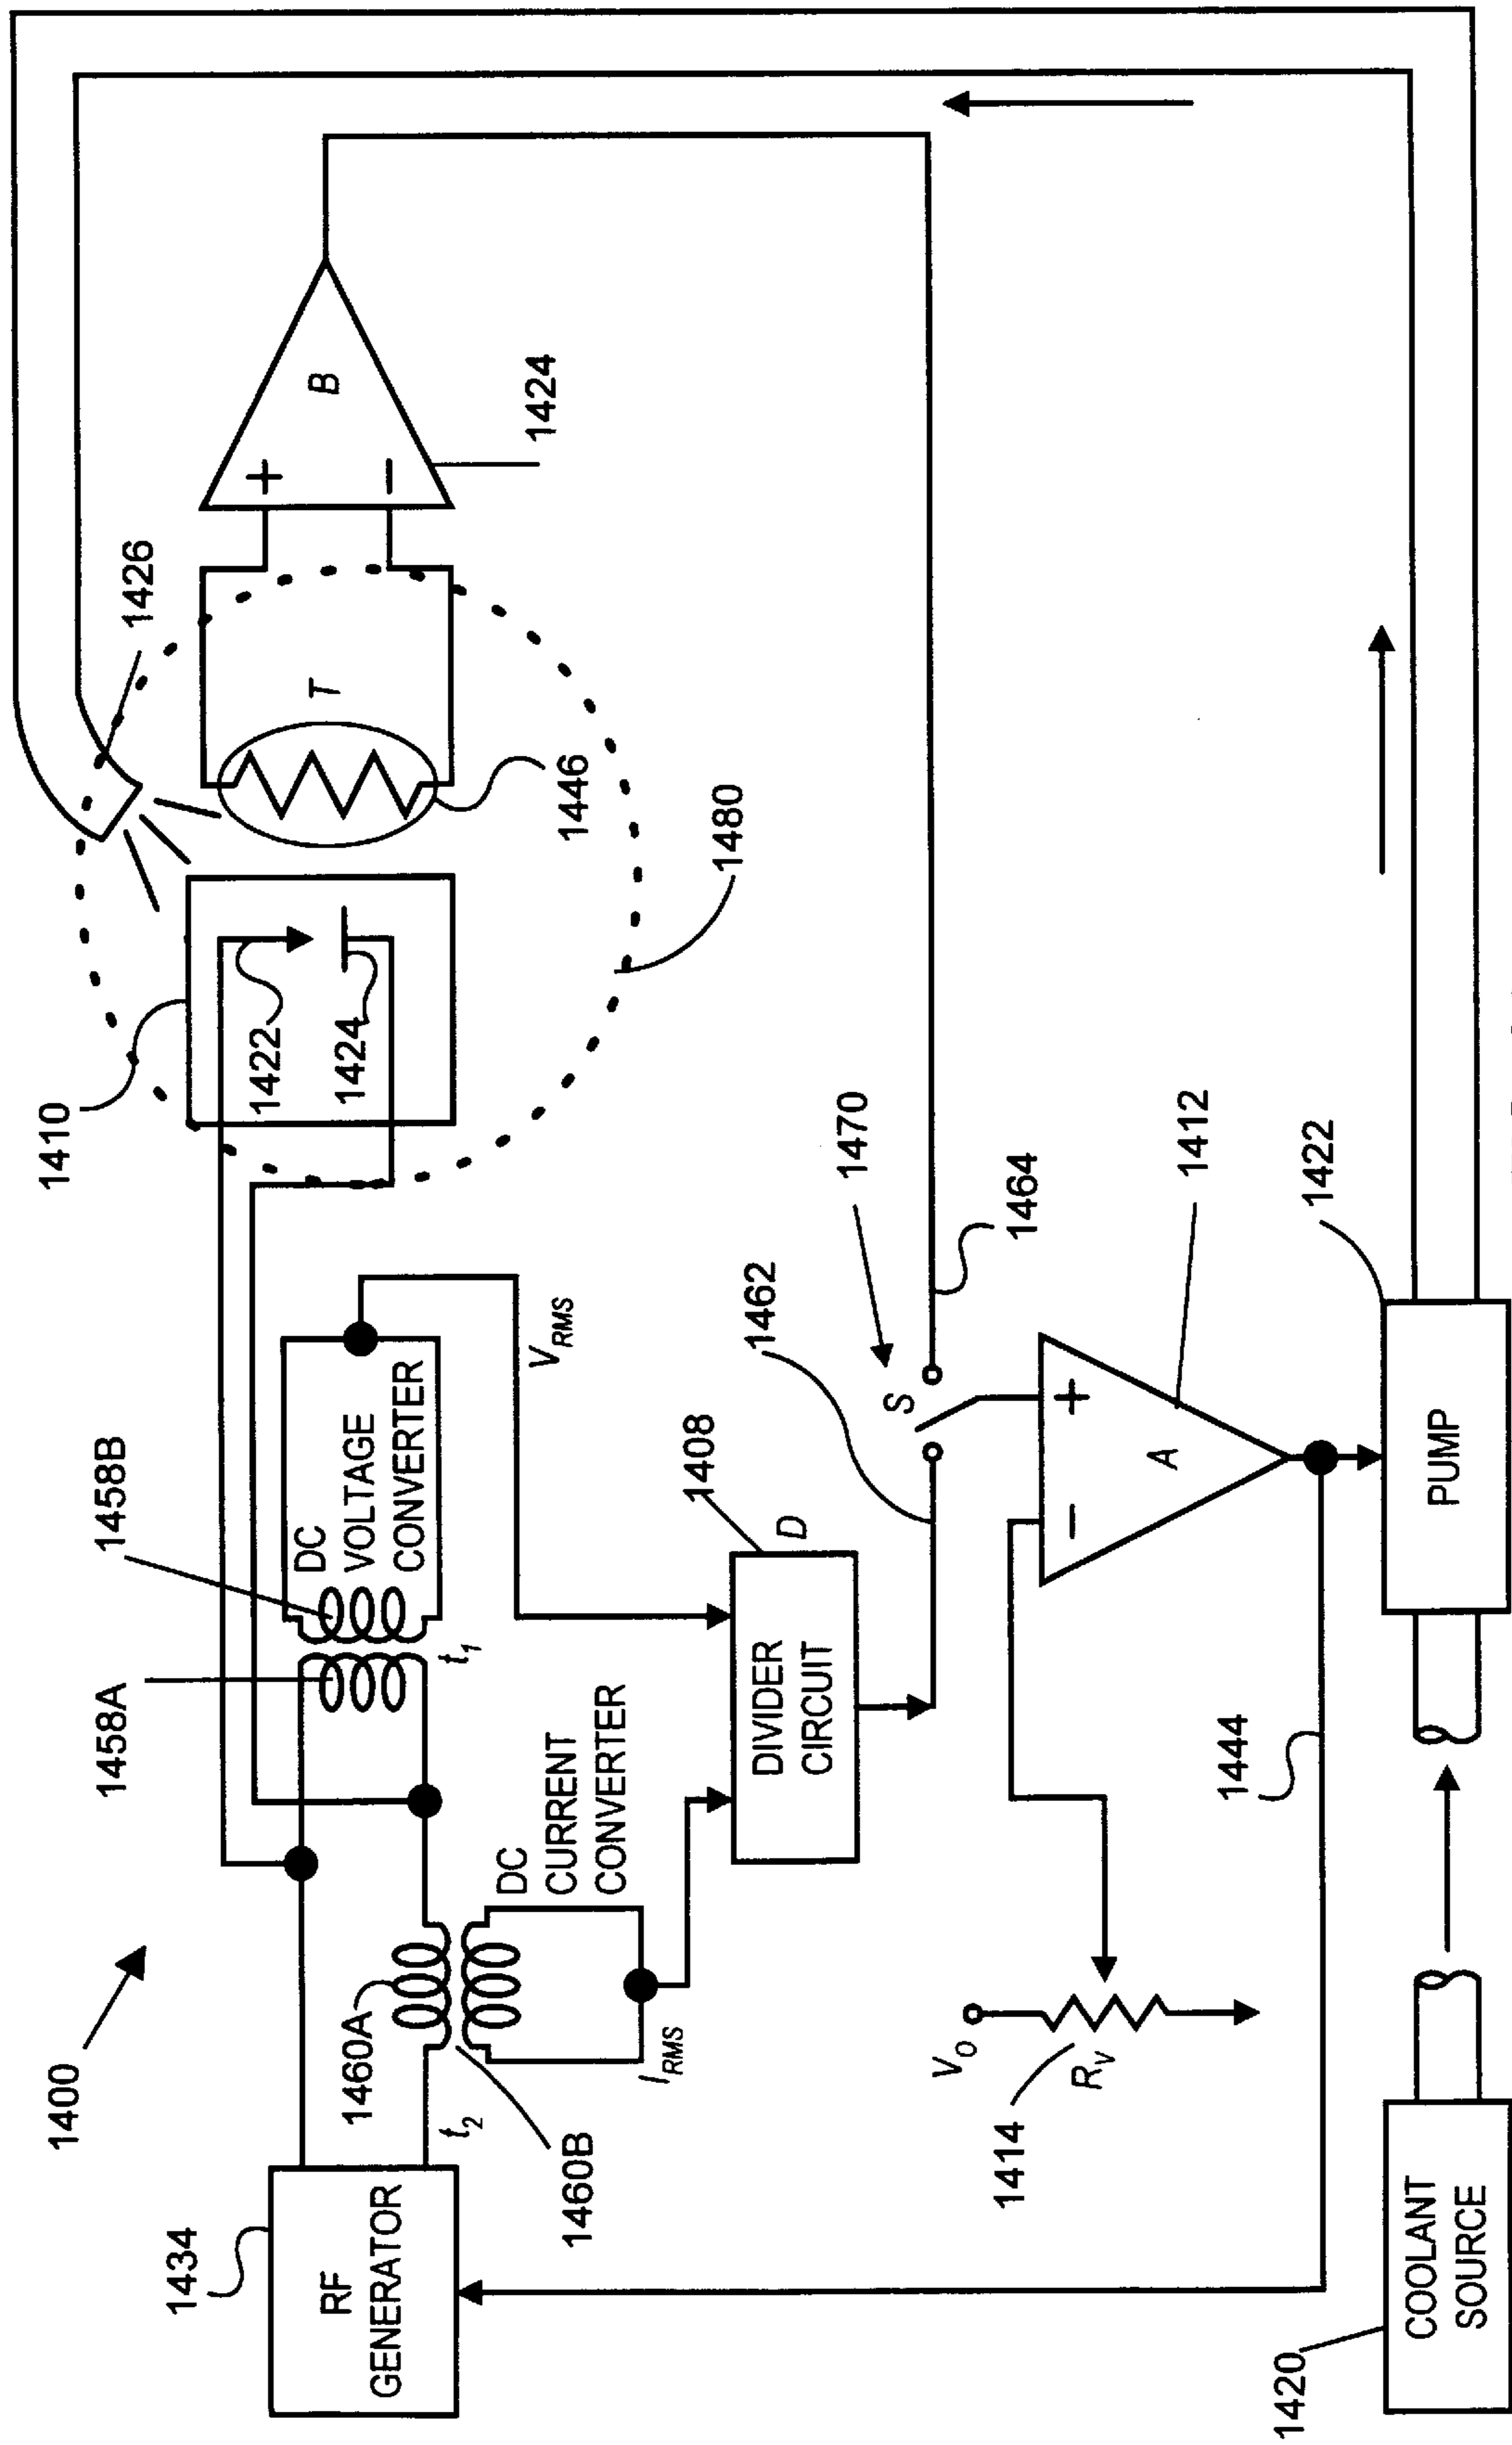 1400
1434
RF
GENERATOR
t2
1460A
1460B
IRMS
DC
CURRENT
CONVERTER
1458A
1458B
t1
DC
VOLTAGE
CONVERTER
VRMS
1410
1422
1424
1426
T
1446
1480
+
−
B
1424
1408
D
DIVIDER
CIRCUIT
1462
S
1470
1464
VO
RV
1414
−
+
A
1412
1444
1420
COOLANT
SOURCE
PUMP
1422